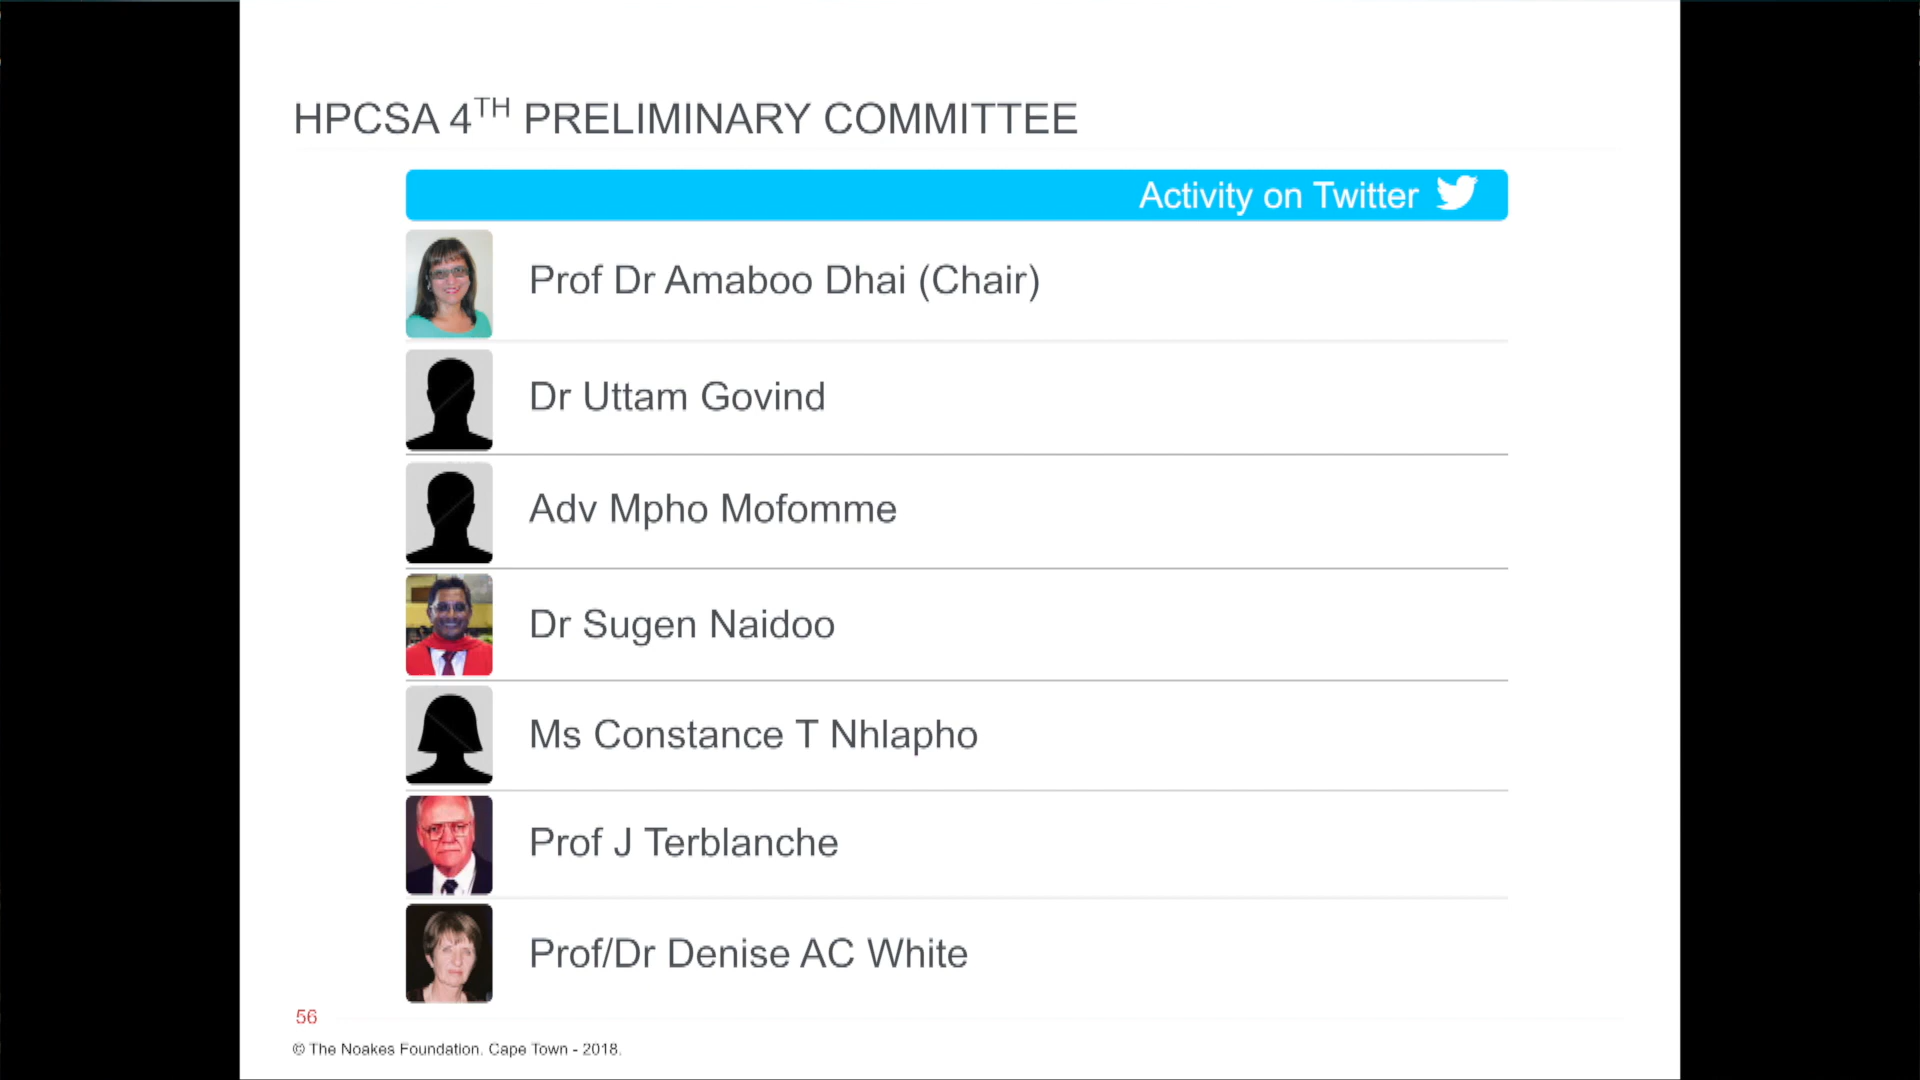 HPCSA 4TH PRELIMINARY COMMITTEE
Activity on Twitter
Prof Dr Amaboo Dhai (Chair)
Dr Uttam Govind
Adv Mpho Mofomme
Dr Sugen Naidoo
Ms Constance T Nhlapho
Prof J Terblanche
Prof/Dr Denise AC White
56
© The Noakes Foundation. Cape Town - 2018.